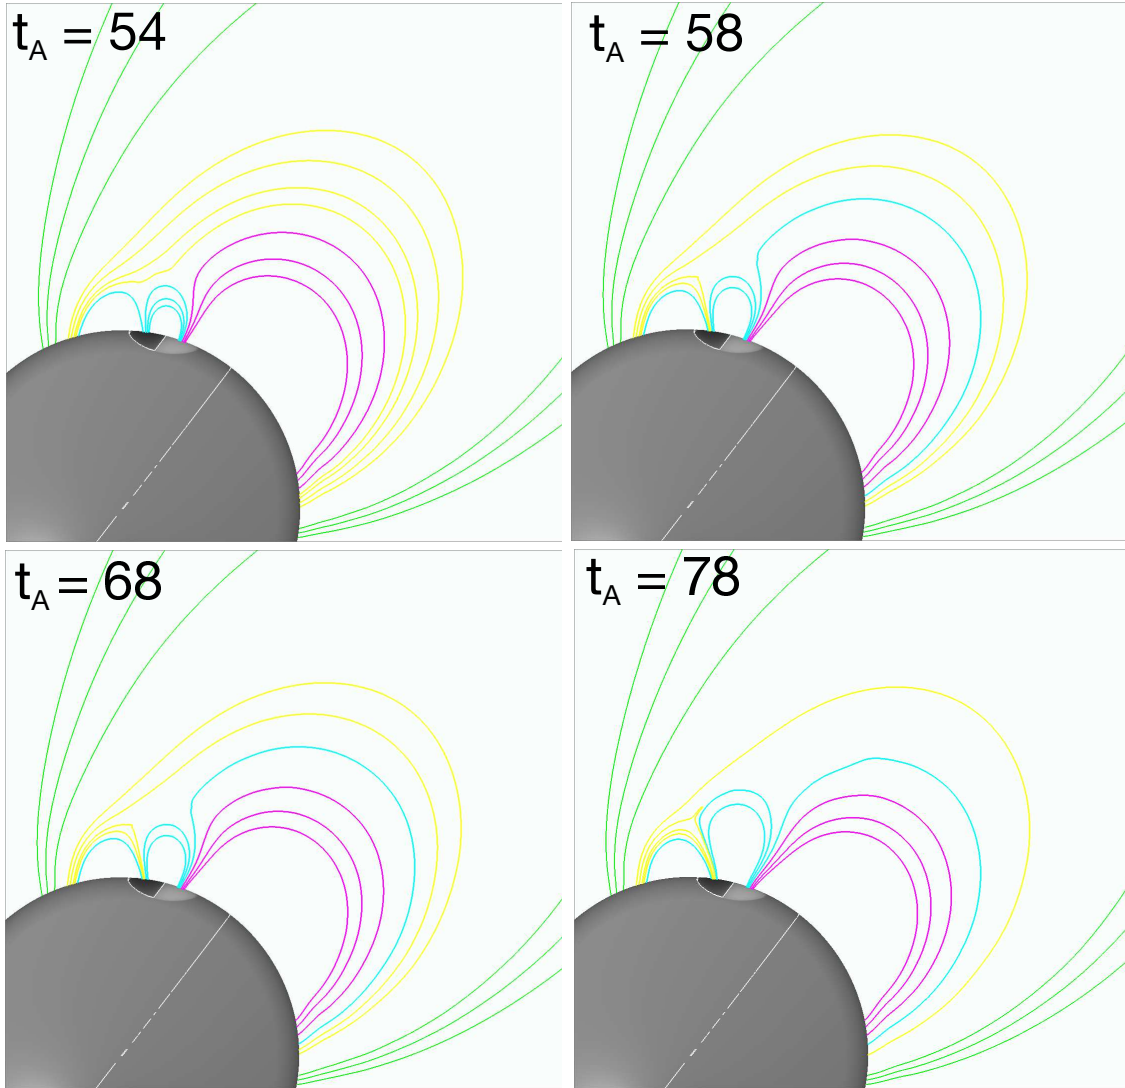 t_A = 54
t_A = 58
t_A = 68
t_A = 78